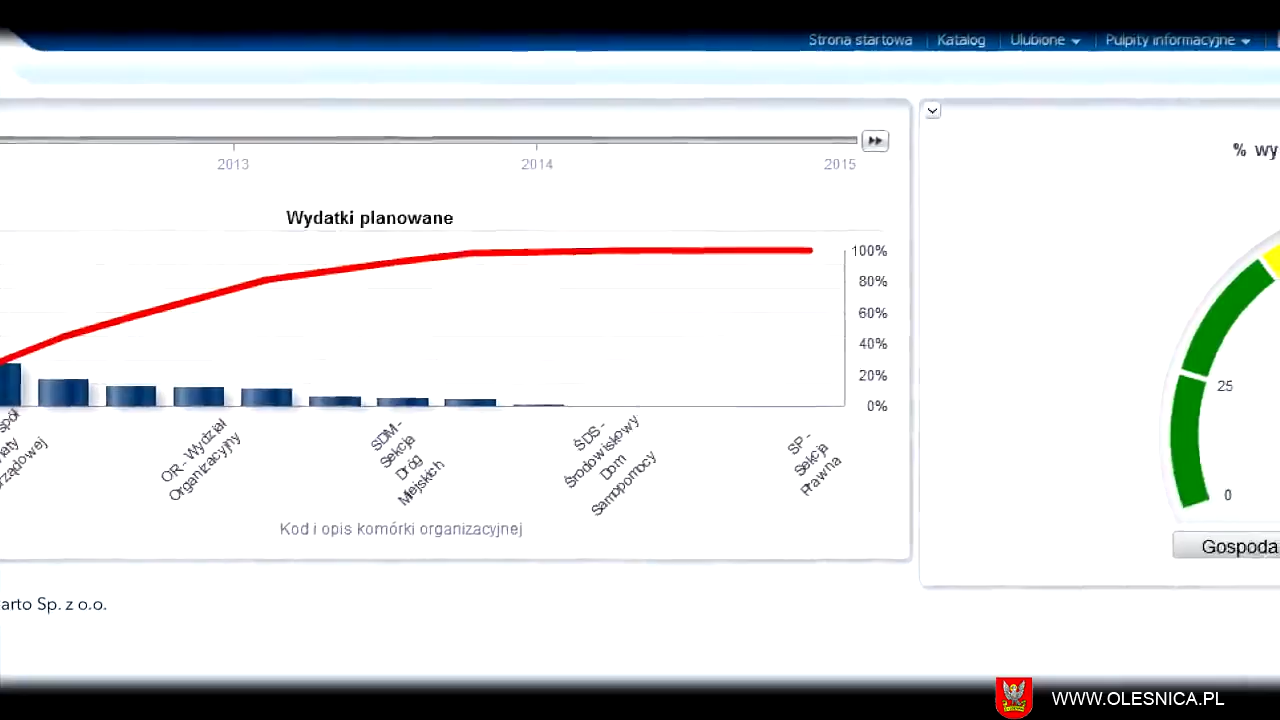 Strona startowa Katalog Ulubione Pulpity informacyjne
2013 2014 2015
% wy
Wydatki planowane
100%
80%
60%
40%
20%
0%
25
0
OR - Wydział
Organizacyjny
SDM -
Sekcja
Dróg
Miejskich
ŚDS -
Środowiskowy
Dom
Samopomocy
SP -
Sekcja
Prawna
Kod i opis komórki organizacyjnej
Gospoda
arto Sp. z o.o.
WWW.OLESNICA.PL